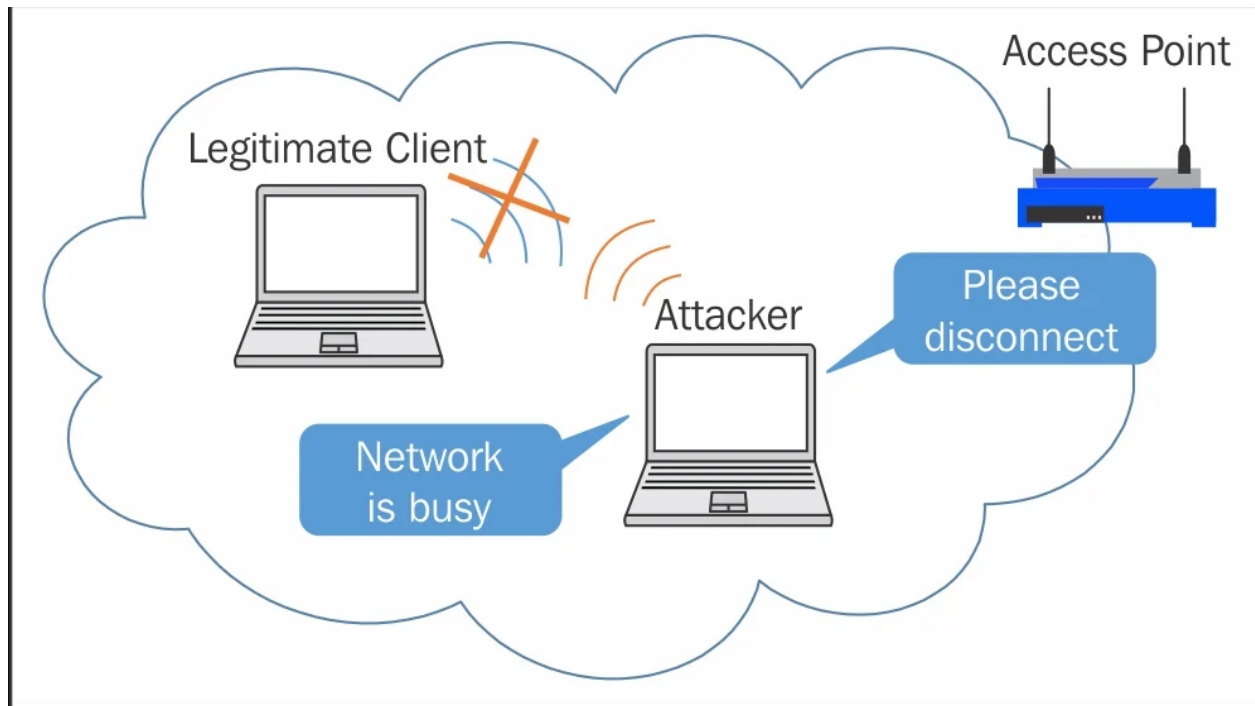 Access Point
Legitimate Client
Please
disconnect
Attacker
Network
is busy